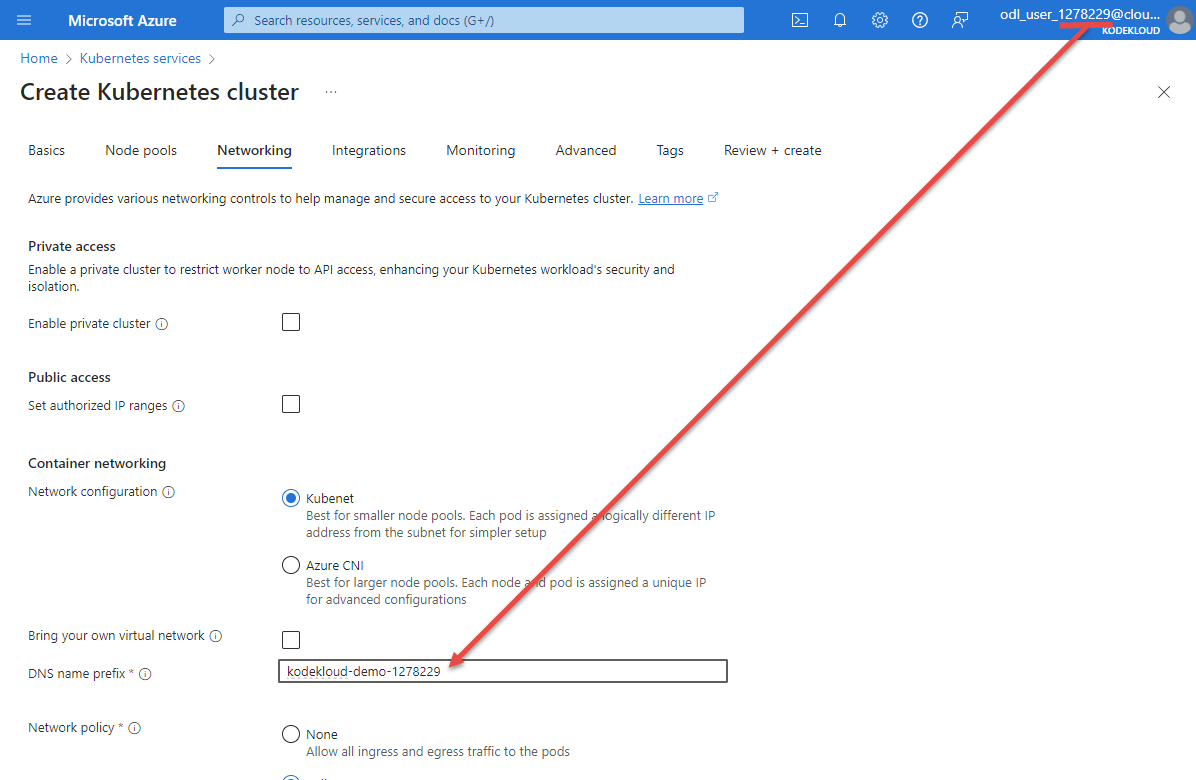 Microsoft Azure
Search resources, services, and docs (G+/)
odl_user_1278229@clou...
KODEKLOUD
Home > Kubernetes services >
Create Kubernetes cluster ...
Basics Node pools Networking Integrations Monitoring Advanced Tags Review + create
Azure provides various networking controls to help manage and secure access to your Kubernetes cluster. Learn more
Private access
Enable a private cluster to restrict worker node to API access, enhancing your Kubernetes workload's security and
isolation.
Enable private cluster
Public access
Set authorized IP ranges
Container networking
Network configuration
Kubenet
Best for smaller node pools. Each pod is assigned a logically different IP
address from the subnet for simpler setup
Azure CNI
Best for larger node pools. Each node and pod is assigned a unique IP
for advanced configurations
Bring your own virtual network
DNS name prefix *
kodekloud-demo-1278229
Network policy *
None
Allow all ingress and egress traffic to the pods